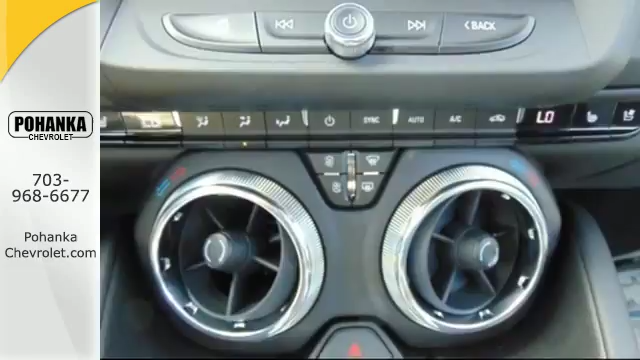 POHANKA
CHEVROLET
703-
968-6677
Pohanka
Chevrolet.com
BACK
SYNC AUTO A/C LO